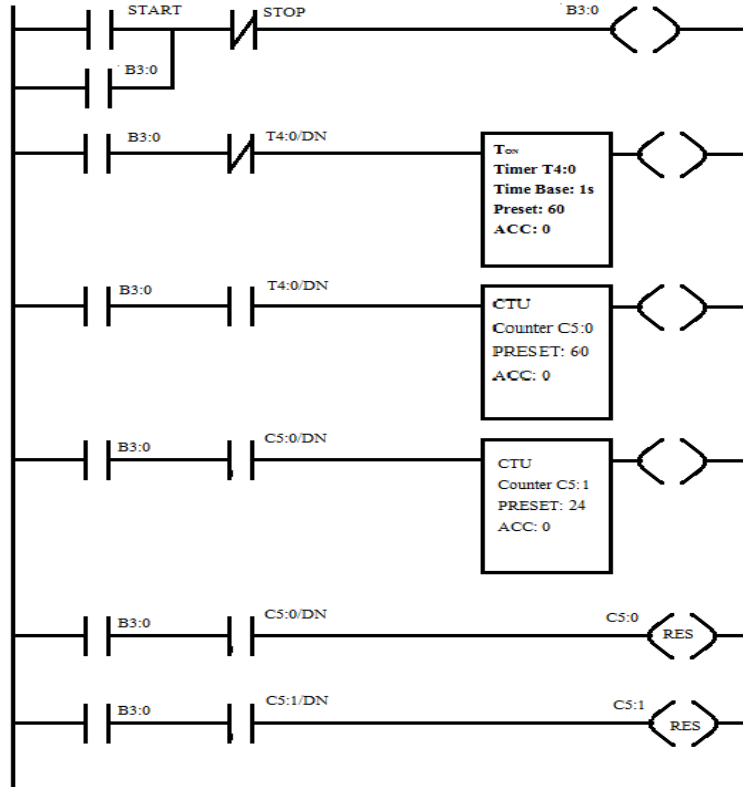 START
STOP
B3:0
B3:0
B3:0
T4:0/DN
TON
Timer T4:0
Time Base: 1s
Preset: 60
ACC: 0
B3:0
T4:0/DN
CTU
Counter C5:0
PRESET: 60
ACC: 0
B3:0
C5:0/DN
CTU
Counter C5:1
PRESET: 24
ACC: 0
B3:0
C5:0/DN
C5:0
RES
B3:0
C5:1/DN
C5:1
RES